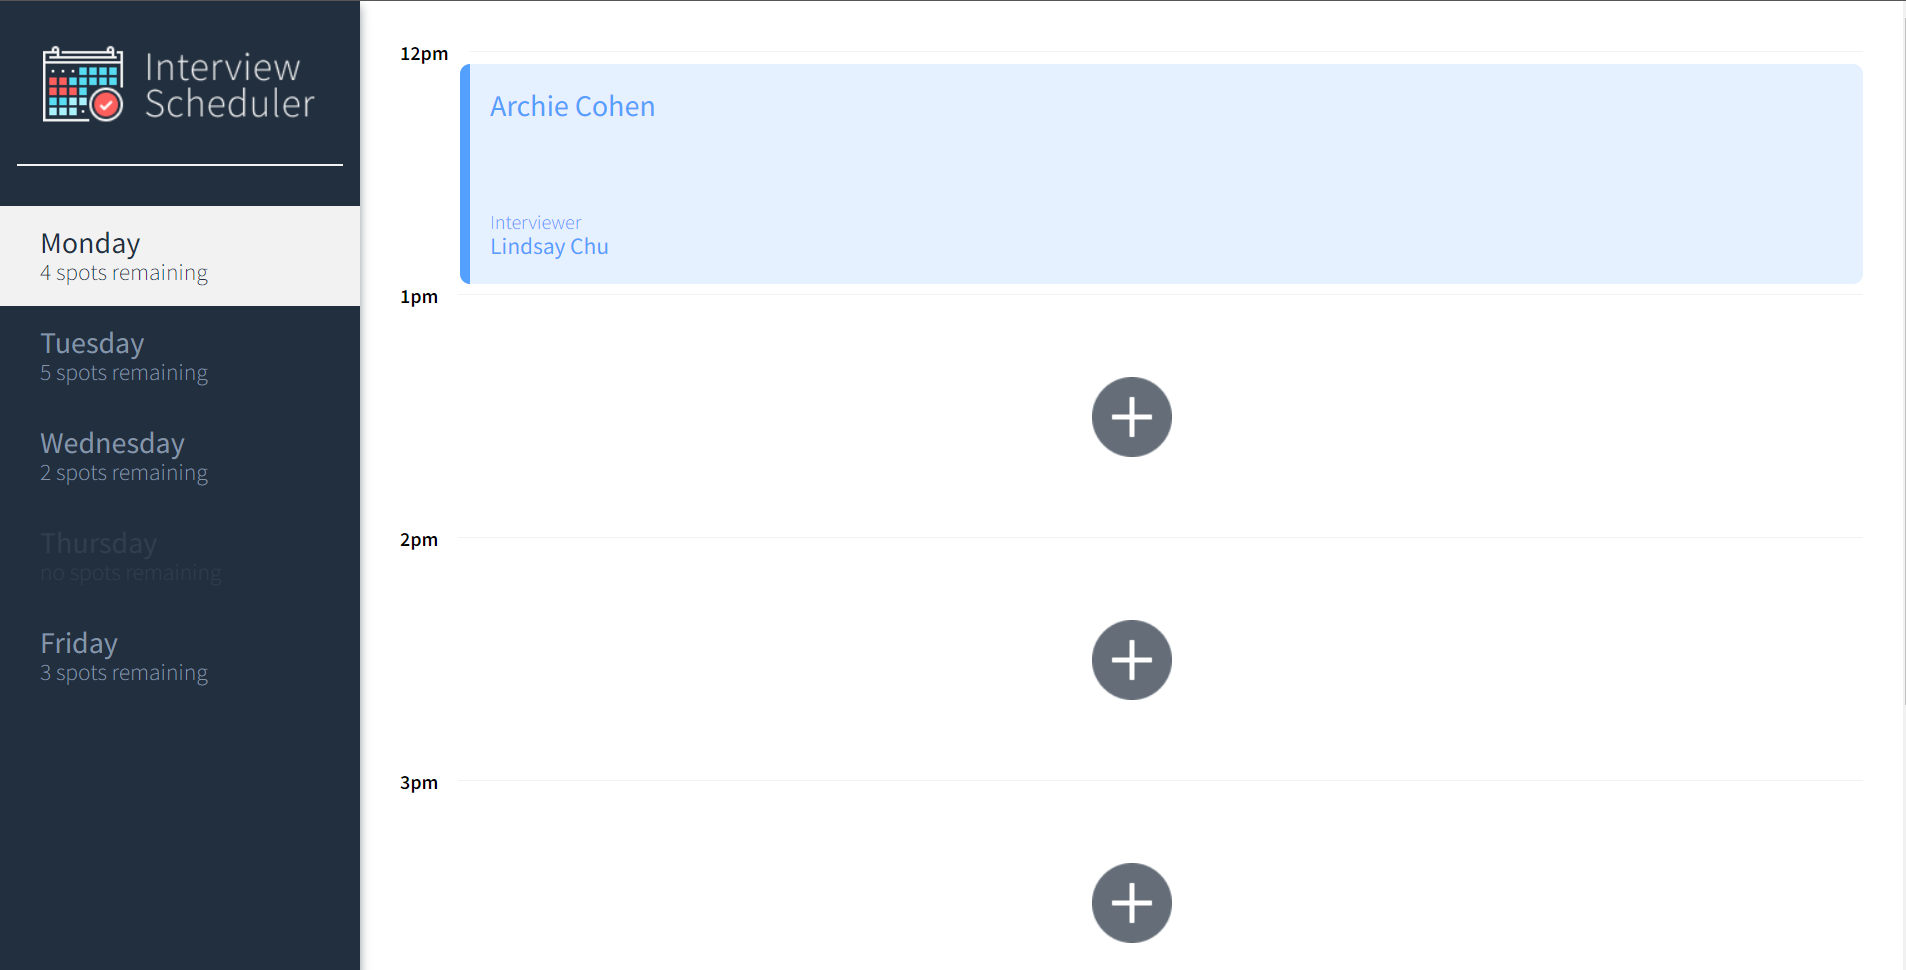 Interview
Scheduler
Monday
4 spots remaining
Tuesday
5 spots remaining
Wednesday
2 spots remaining
Thursday
no spots remaining
Friday
3 spots remaining
12pm
Archie Cohen
Interviewer
Lindsay Chu
1pm
2pm
3pm